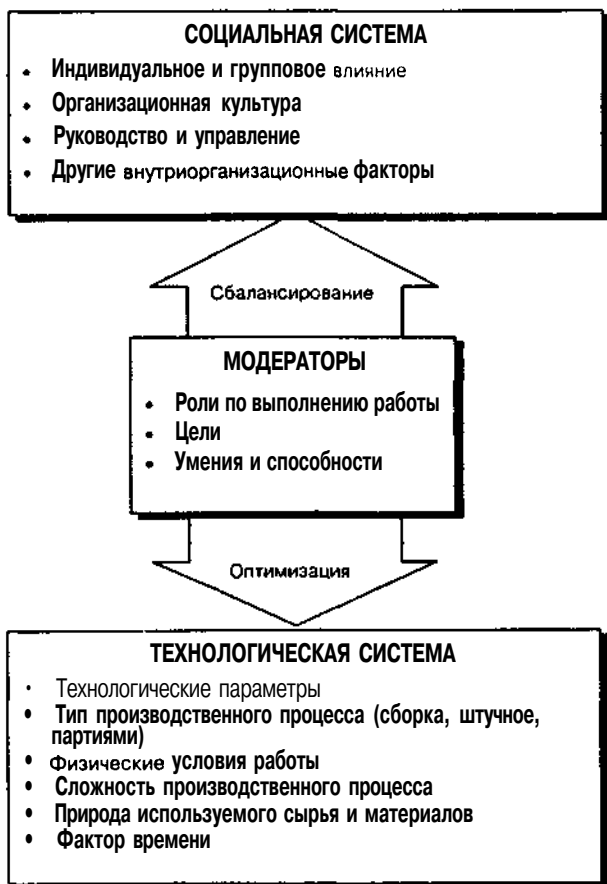 СОЦИАЛЬНАЯ СИСТЕМА
• Индивидуальное и групповое влияние
• Организационная культура
• Руководство и управление
• Другие внутриорганизационные факторы
Сбалансирование
МОДЕРАТОРЫ
• Роли по выполнению работы
• Цели
• Умения и способности
Оптимизация
ТЕХНОЛОГИЧЕСКАЯ СИСТЕМА
• Технологические параметры
• Тип производственного процесса (сборка, штучное,
партиями)
• Физические условия работы
• Сложность производственного процесса
• Природа используемого сырья и материалов
• Фактор времени